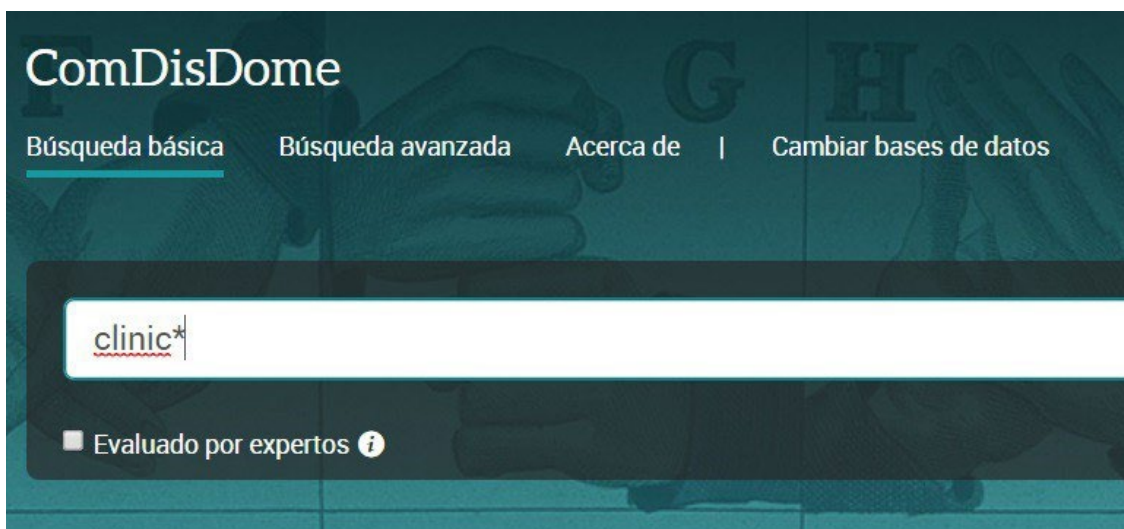 F G H
ComDisDome
Búsqueda básica Búsqueda avanzada Acerca de | Cambiar bases de datos
clinic*
Evaluado por expertos i